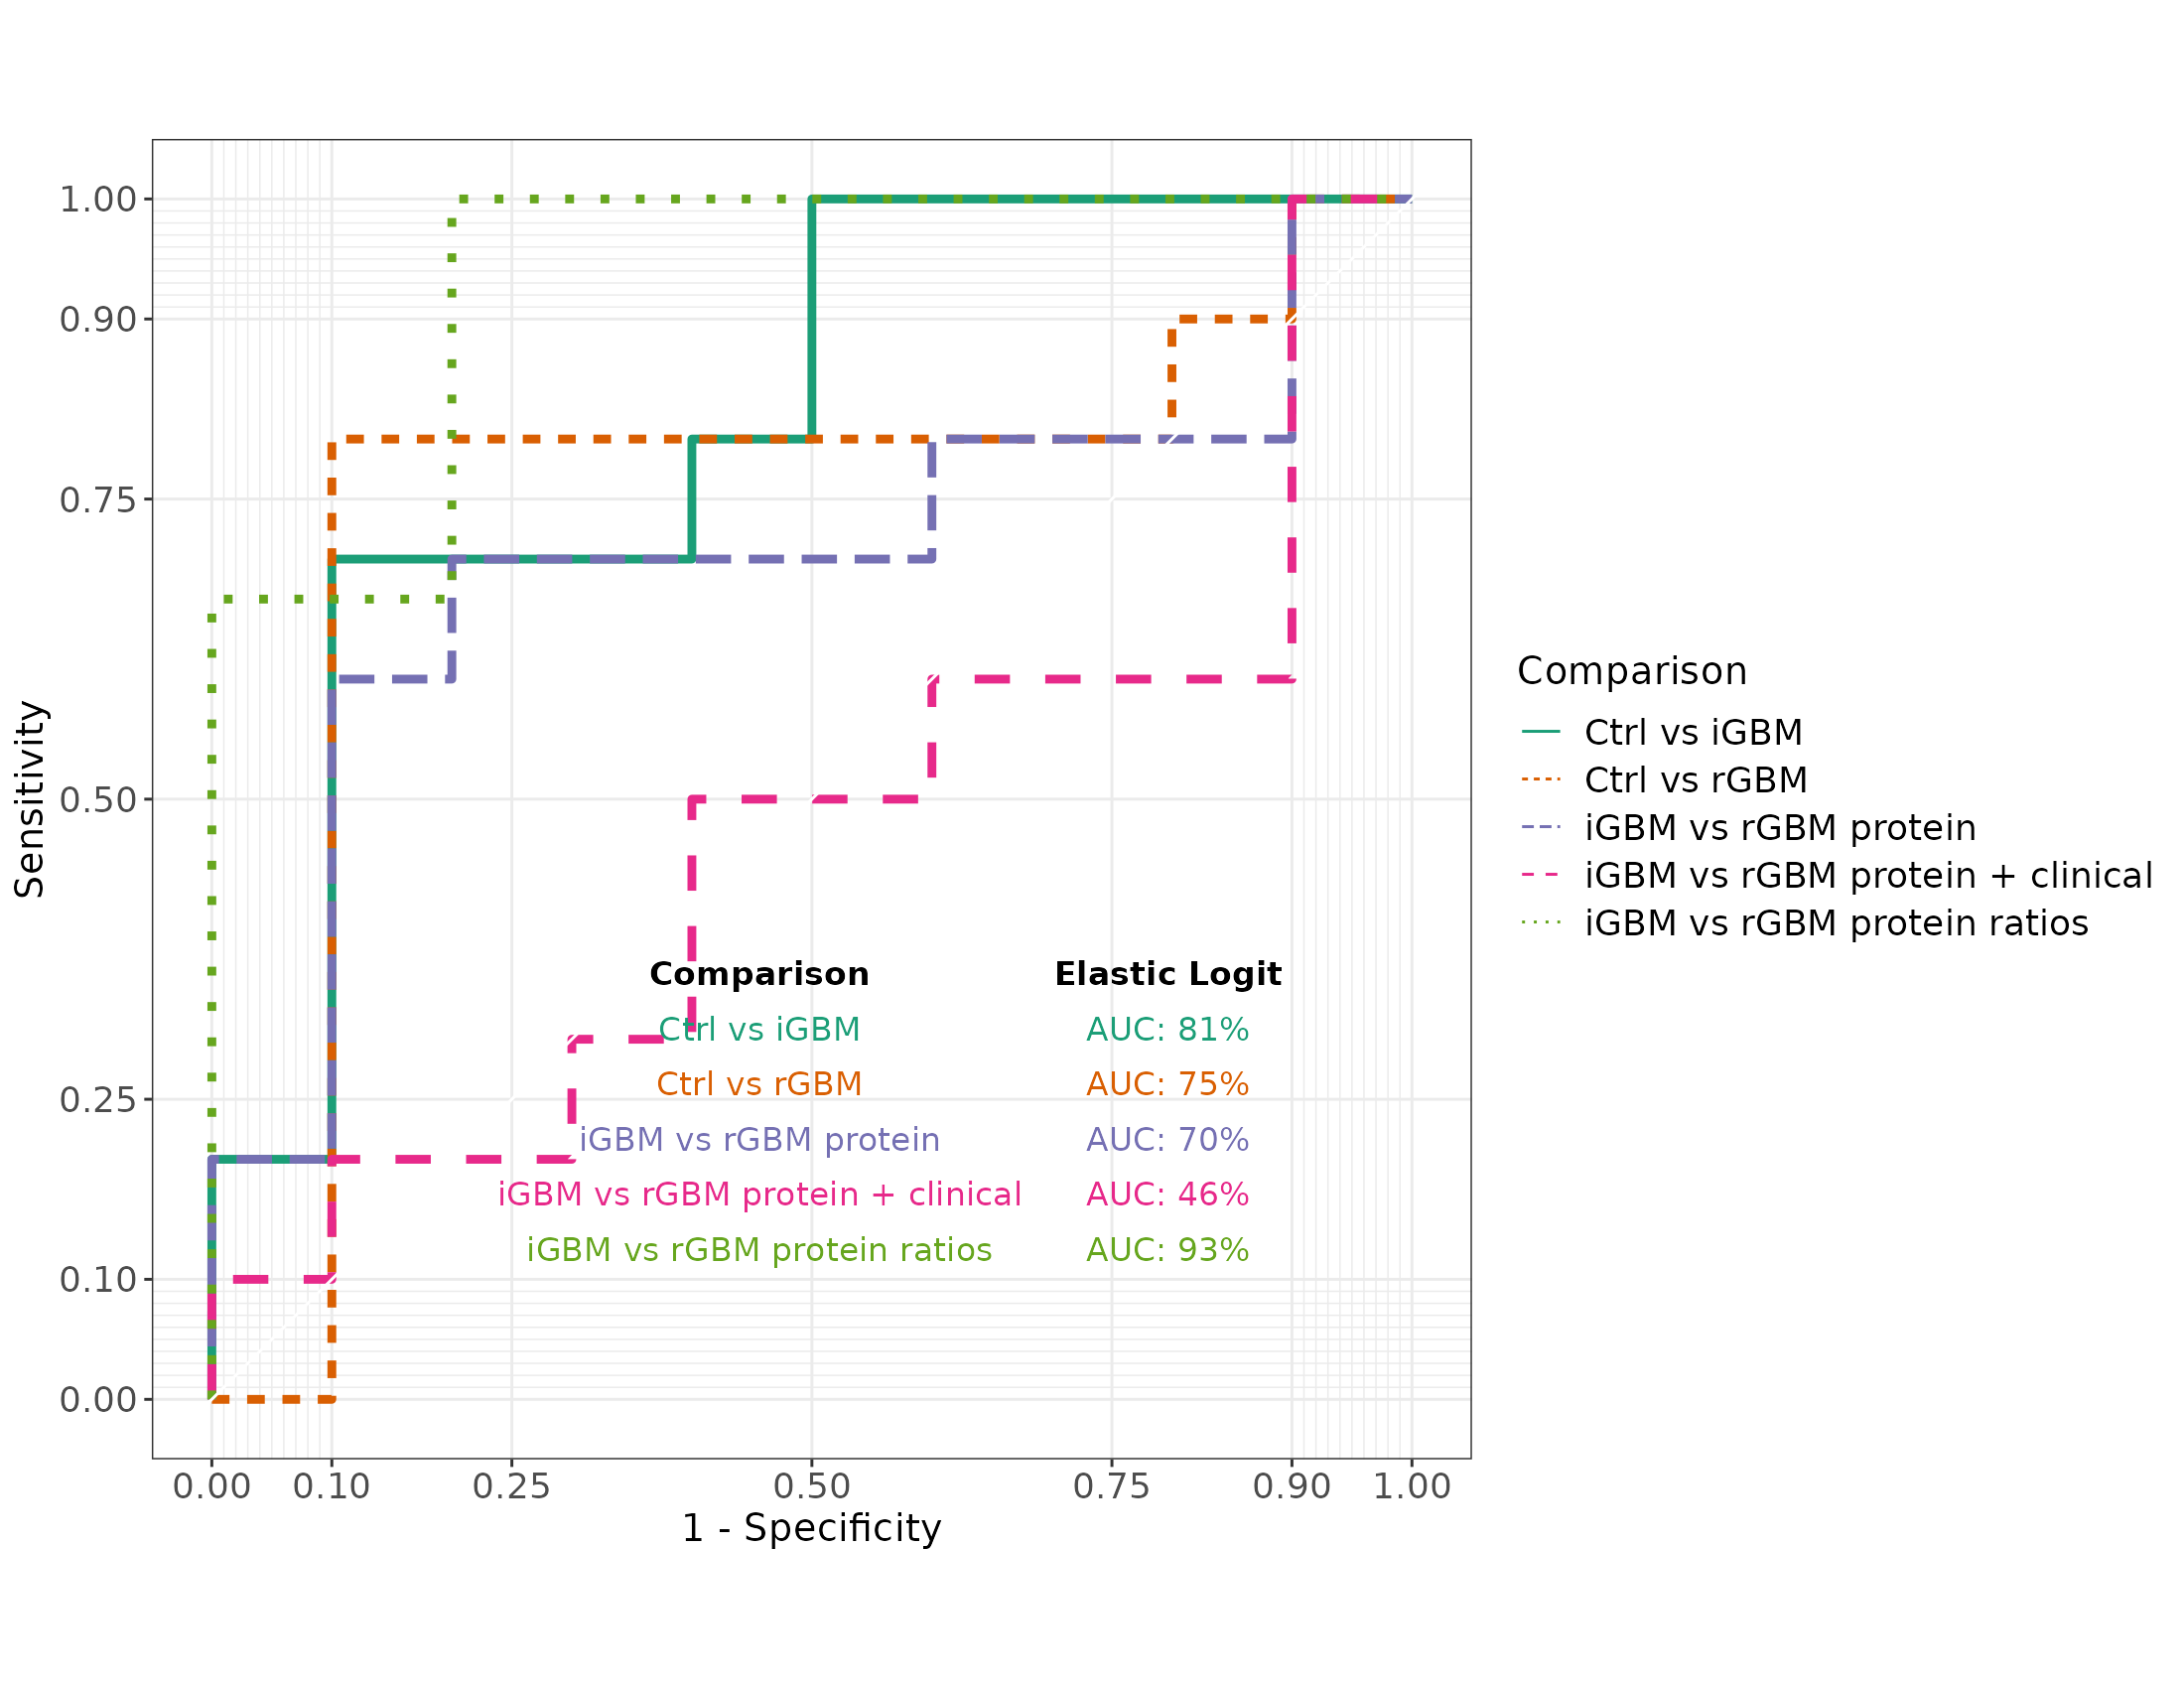 1.00
0.90
0.75
0.50
0.25
0.10
0.00
Sensitivity
0.00 0.10 0.25 0.50 0.75 0.90 1.00
1 - Specificity
Comparison Elastic Logit
Ctrl vs iGBM AUC: 81%
Ctrl vs rGBM AUC: 75%
iGBM vs rGBM protein AUC: 70%
iGBM vs rGBM protein + clinical AUC: 46%
iGBM vs rGBM protein ratios AUC: 93%
Comparison
Ctrl vs iGBM
Ctrl vs rGBM
iGBM vs rGBM protein
iGBM vs rGBM protein + clinical
iGBM vs rGBM protein ratios